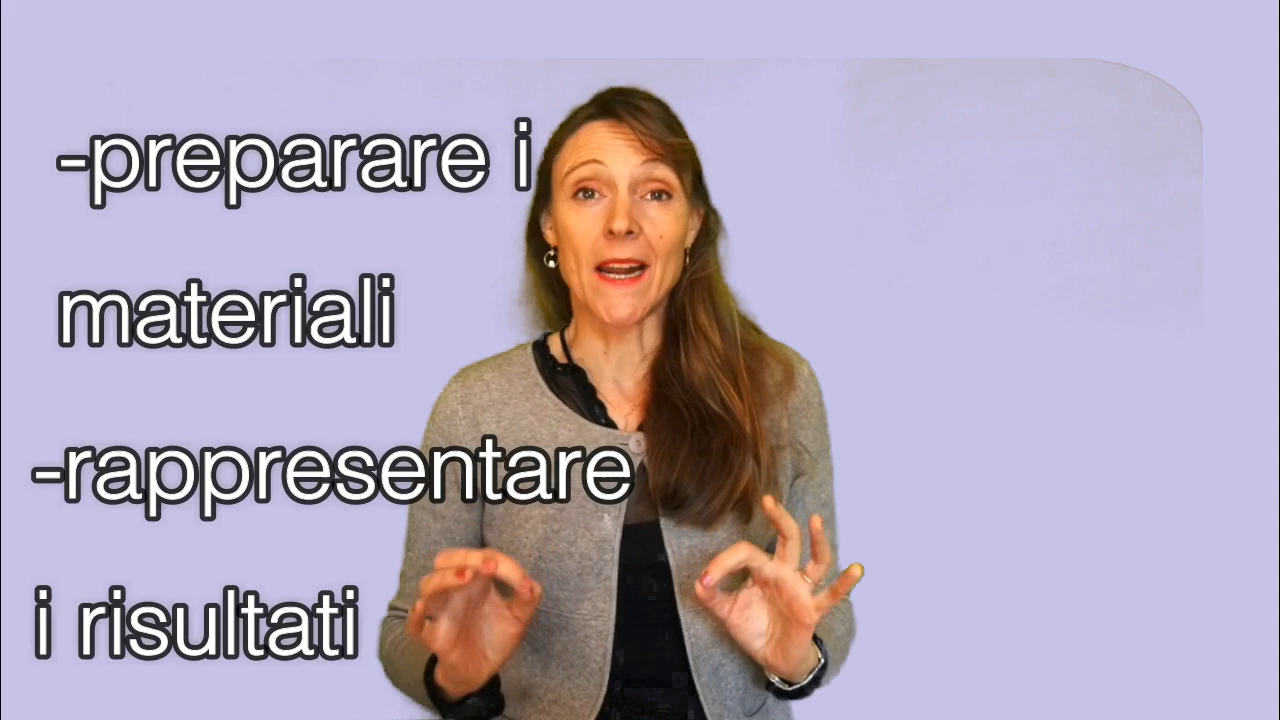 -preparare i
materiali
-rappresentare
i risultati